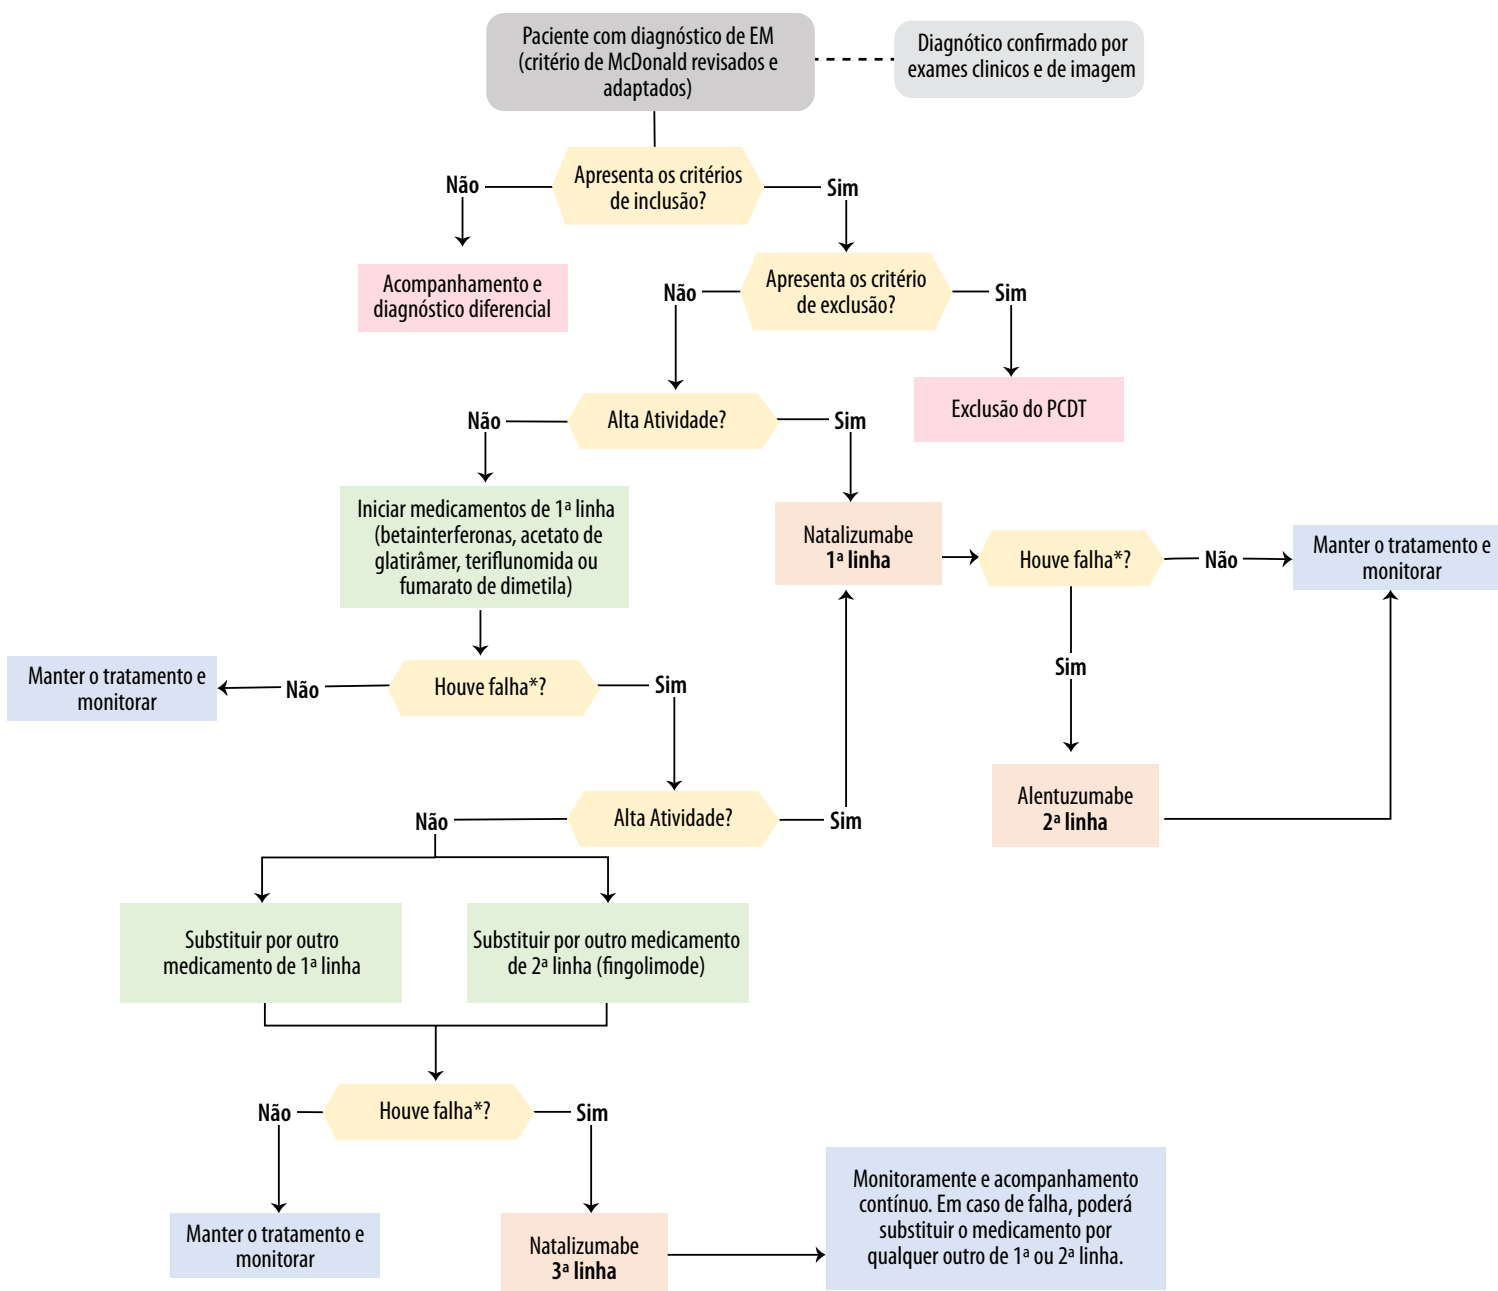 Paciente com diagnóstico de EM
(critério de McDonald revisados e
adaptados)
Diagnótico confirmado por
exames clinicos e de imagem
Apresenta os critérios
de inclusão?
Não
Sim
Acompanhamento e
diagnóstico diferencial
Apresenta os critério
de exclusão?
Não
Sim
Exclusão do PCDT
Alta Atividade?
Não
Sim
Iniciar medicamentos de 1ª linha
(betainterferonas, acetato de
glatirâmer, teriflunomida ou
fumarato de dimetila)
Natalizumabe
1ª linha
Houve falha*?
Não
Manter o tratamento e
monitorar
Sim
Alentuzumabe
2ª linha
Houve falha*?
Não
Manter o tratamento e
monitorar
Sim
Alta Atividade?
Não
Sim
Substituir por outro
medicamento de 1ª linha
Substituir por outro medicamento
de 2ª linha (fingolimode)
Houve falha*?
Não
Sim
Manter o tratamento e
monitorar
Natalizumabe
3ª linha
Monitoramente e acompanhamento
contínuo. Em caso de falha, poderá
substituir o medicamento por
qualquer outro de 1ª ou 2ª linha.